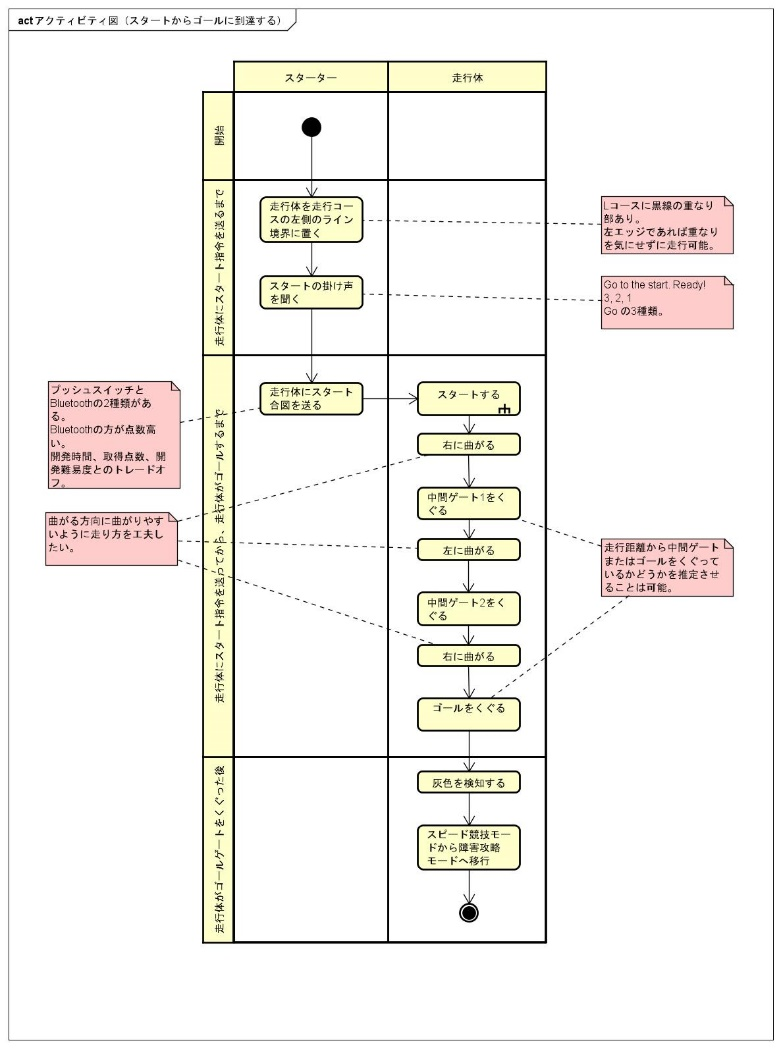 act アクティビティ図（スタートからゴールに到達する）
スターター
走行体
開始
走行体にスタート指令を送るまで
走行体を走行コー
スの左側のライン
境界に置く
Lコースに黒線の重なり
部あり。
左エッジであれば重なり
を気にせずに走行可能。
スタートの掛け声
を聞く
Go to the start. Ready!
3, 2, 1
Go の3種類。
走行体にスタート指令を送ってから、走行体がゴールするまで
プッシュスイッチと
Bluetoothの2種類があ
る。
Bluetoothの方が点数高
い。
開発時間、取得点数、開
発難易度とのトレードオ
フ。
走行体にスタート
合図を送る
スタートする
右に曲がる
中間ゲート1をく
ぐる
曲がる方向に曲がりやす
いように走り方を工夫し
たい。
左に曲がる
走行距離から中間ゲート
またはゴールをくぐって
いるかどうかを推定させ
ることは可能。
中間ゲート2をく
ぐる
右に曲がる
ゴールをくぐる
走行体がゴールゲートをくぐった後
灰色を検知する
スピード競技モー
ドから障害攻略
モードへ移行